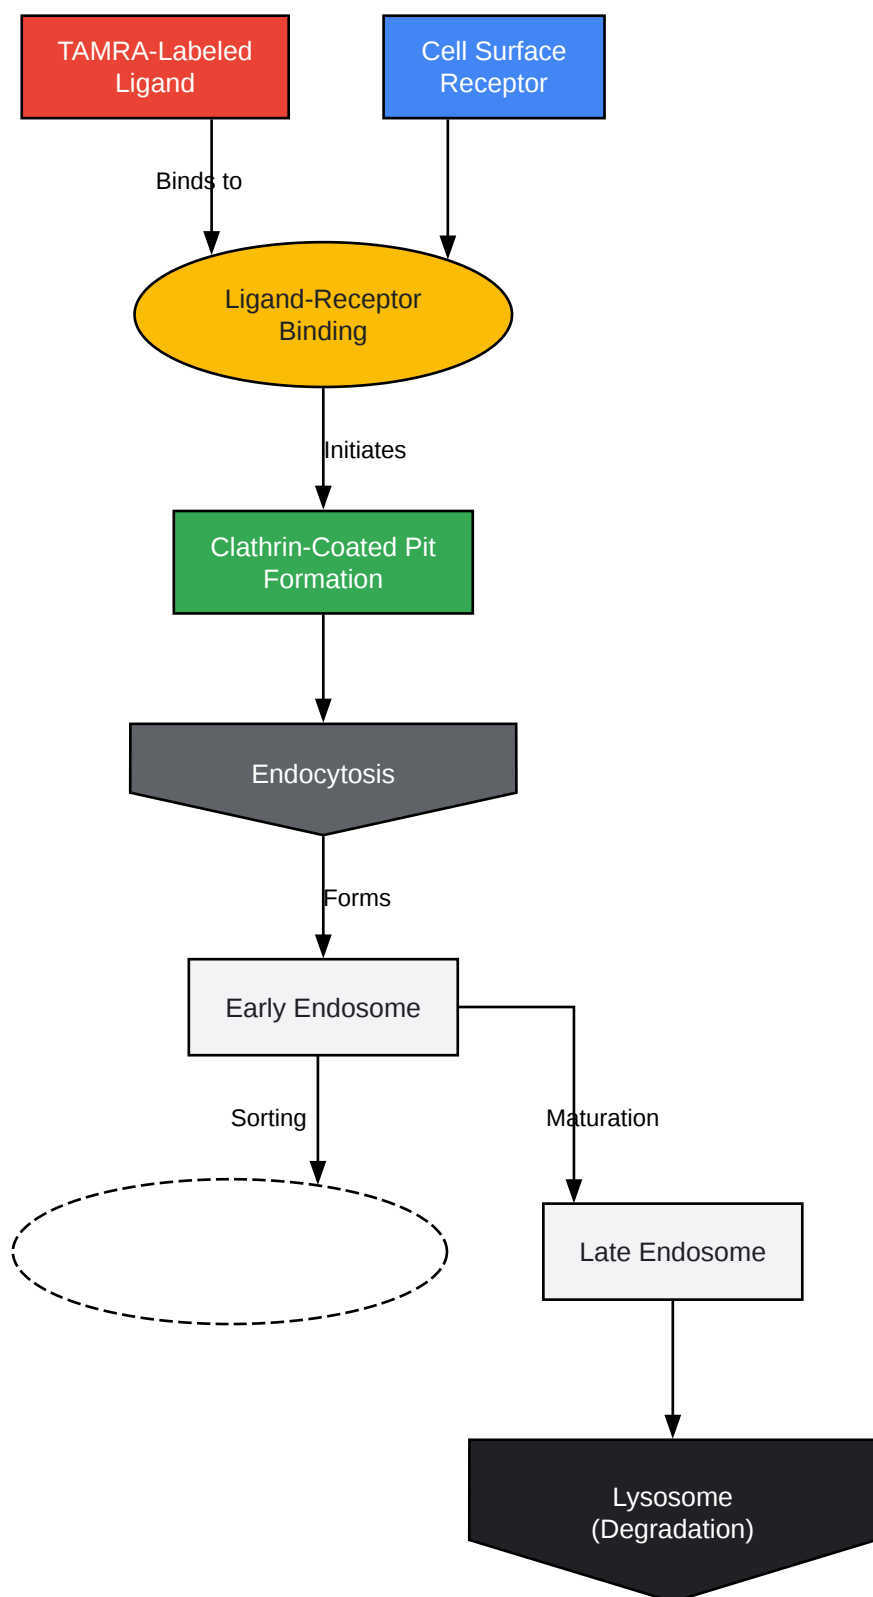 TAMRA-Labeled
Ligand
Cell Surface
Receptor
Binds to
Ligand-Receptor
Binding
Initiates
Clathrin-Coated Pit
Formation
Endocytosis
Forms
Early Endosome
Sorting
Maturation
Late Endosome
Lysosome
(Degradation)